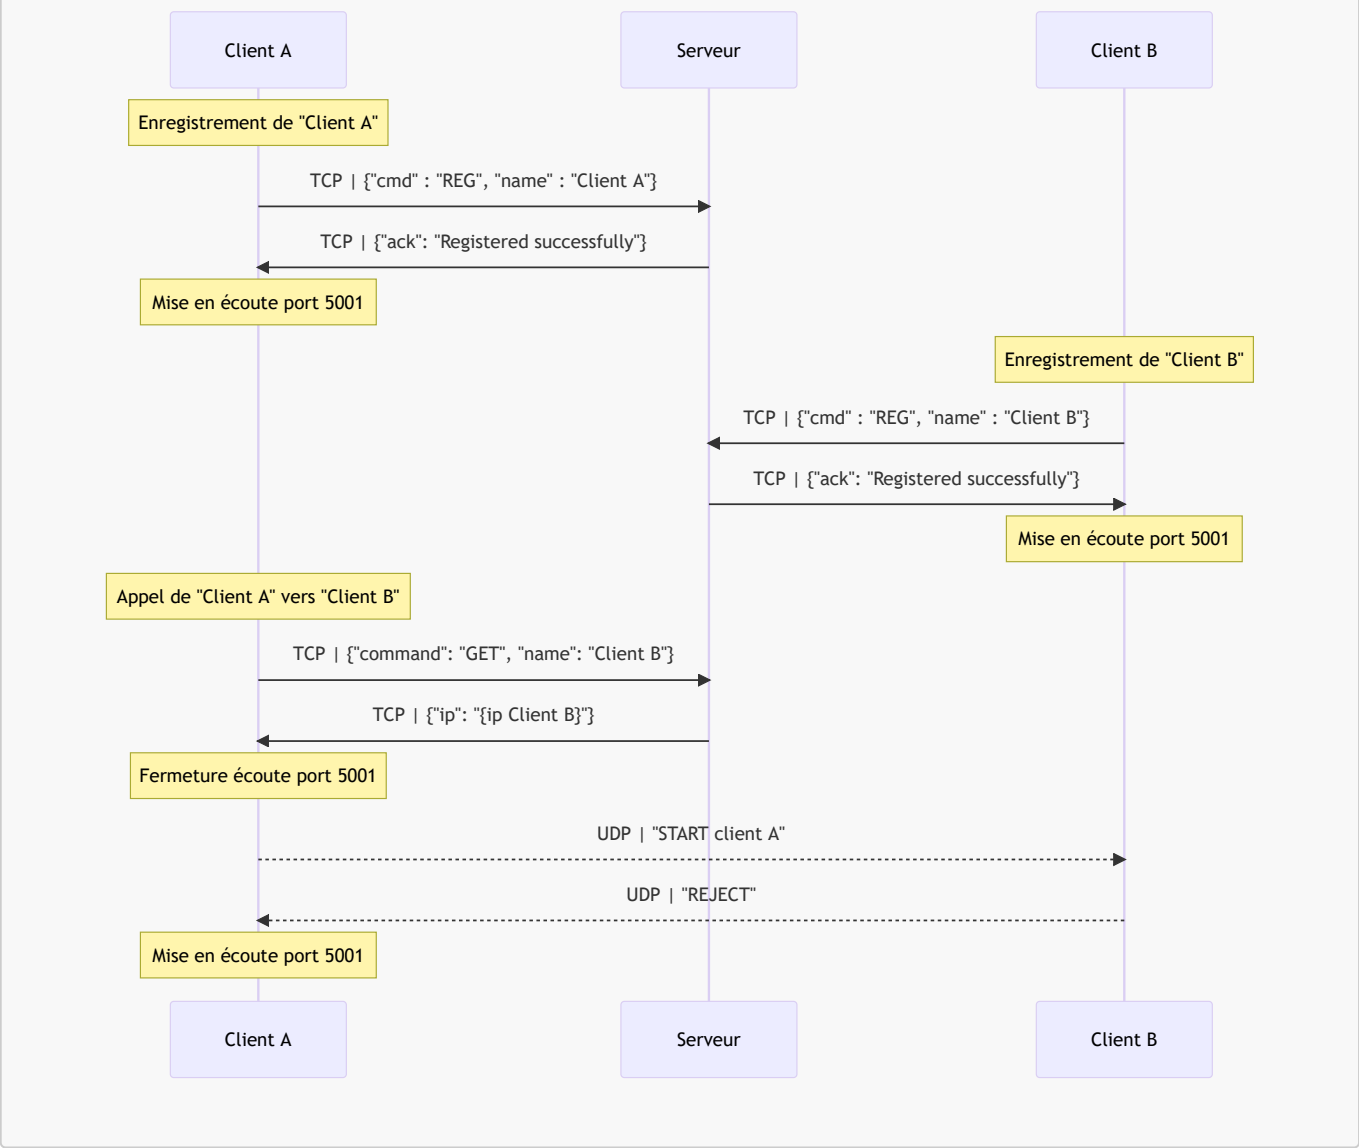 Client A
Serveur
Client B
Enregistrement de "Client A"
TCP | {"cmd" : "REG", "name" : "Client A"}
TCP | {"ack": "Registered successfully"}
Mise en écoute port 5001
Enregistrement de "Client B"
TCP | {"cmd" : "REG", "name" : "Client B"}
TCP | {"ack": "Registered successfully"}
Mise en écoute port 5001
Appel de "Client A" vers "Client B"
TCP | {"command": "GET", "name": "Client B"}
TCP | {"ip": "{ip Client B}"}
Fermeture écoute port 5001
UDP | "START client A"
UDP | "REJECT"
Mise en écoute port 5001
Client A
Serveur
Client B